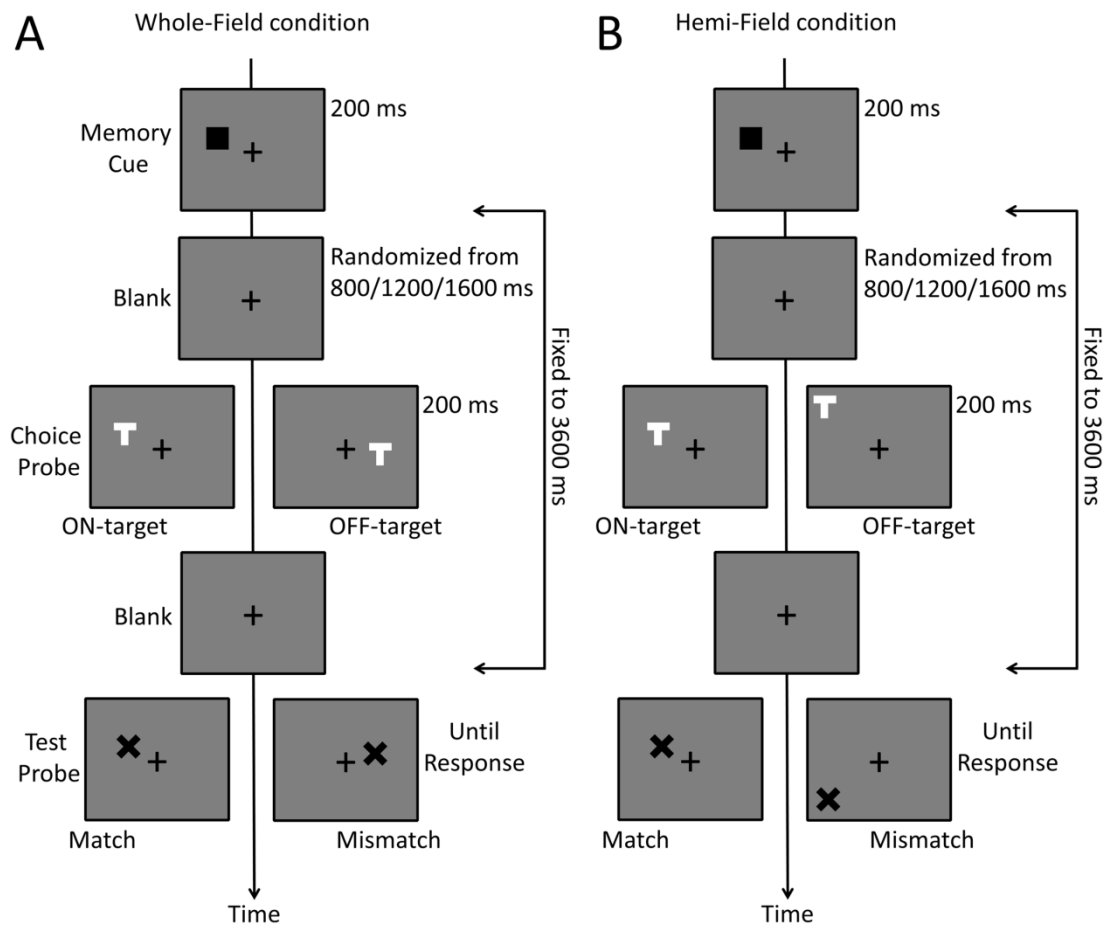 A
Whole-Field condition
Memory
Cue
200 ms
Blank
Randomized from
800/1200/1600 ms
Fixed to 3600 ms
Choice
Probe
T
T
200 ms
ON-target
OFF-target
Blank
Test
Probe
Until
Response
Match
Mismatch
Time
B
Hemi-Field condition
200 ms
Randomized from
800/1200/1600 ms
Fixed to 3600 ms
T
T
200 ms
ON-target
OFF-target
Until
Response
Match
Mismatch
Time